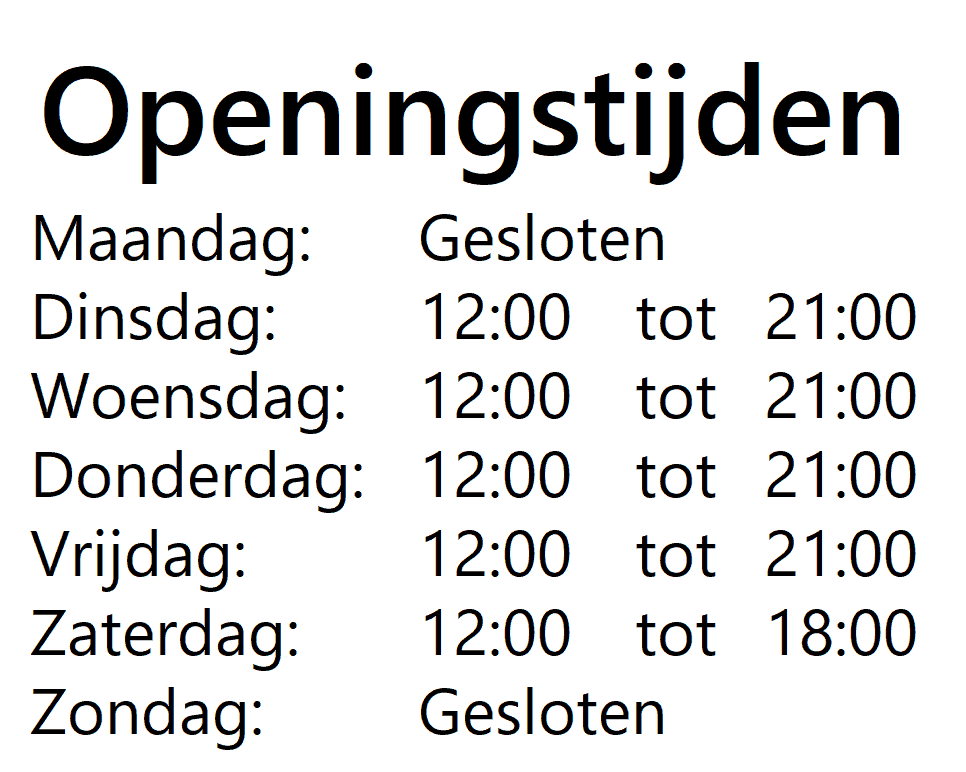 Openingstijden
Maandag: Gesloten
Dinsdag: 12:00 tot 21:00
Woensdag: 12:00 tot 21:00
Donderdag: 12:00 tot 21:00
Vrijdag: 12:00 tot 21:00
Zaterdag: 12:00 tot 18:00
Zondag: Gesloten